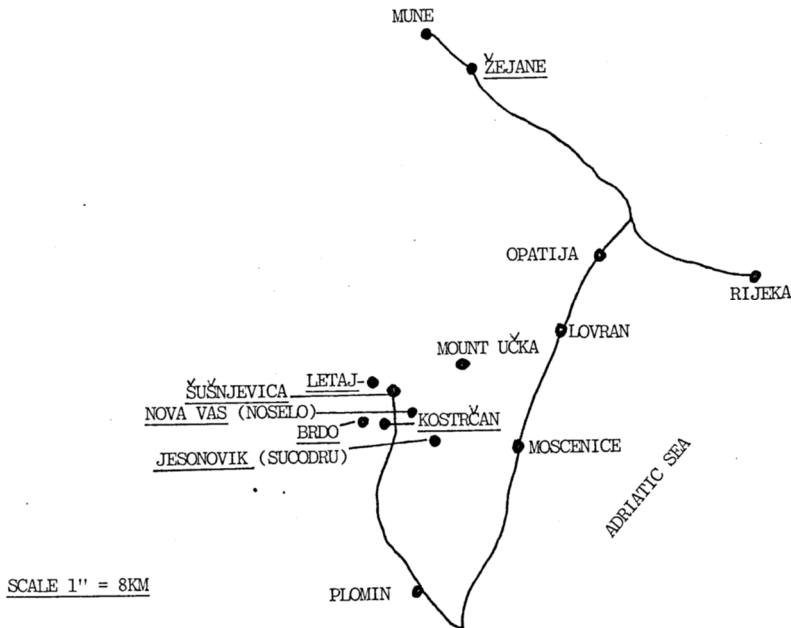 MUNE
ŽEJANE
OPATIJA
RIJEKA
LOVRAN
MOUNT UČKA
LETAJ
ŠUŠNJEVICA
NOVA VAS (NOSELO)
KOSTRČAN
BRDO
JESONOVIK (SUCODRU)
MOSCENICE
ADRIATIC SEA
SCALE 1" = 8KM
PLOMIN